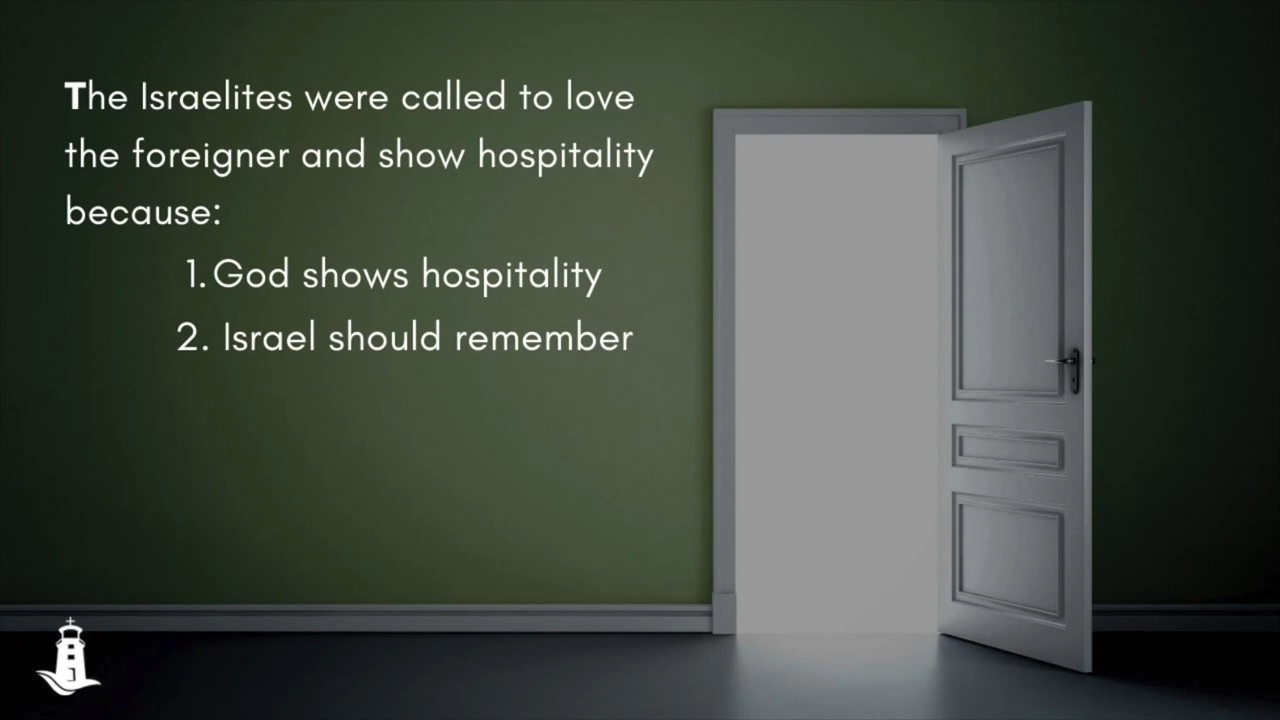 The Israelites were called to love
the foreigner and show hospitality
because:
1. God shows hospitality
2. Israel should remember